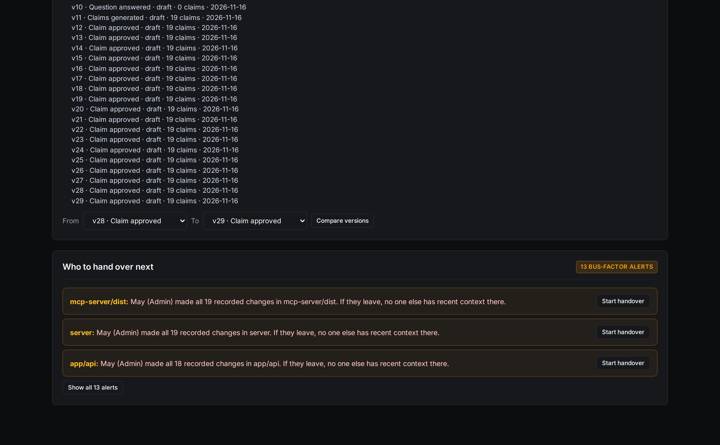 v10 · Question answered · draft · 0 claims · 2026-11-16
v11 · Claims generated · draft · 19 claims · 2026-11-16
v12 · Claim approved · draft · 19 claims · 2026-11-16
v13 · Claim approved · draft · 19 claims · 2026-11-16
v14 · Claim approved · draft · 19 claims · 2026-11-16
v15 · Claim approved · draft · 19 claims · 2026-11-16
v16 · Claim approved · draft · 19 claims · 2026-11-16
v17 · Claim approved · draft · 19 claims · 2026-11-16
v18 · Claim approved · draft · 19 claims · 2026-11-16
v19 · Claim approved · draft · 19 claims · 2026-11-16
v20 · Claim approved · draft · 19 claims · 2026-11-16
v21 · Claim approved · draft · 19 claims · 2026-11-16
v22 · Claim approved · draft · 19 claims · 2026-11-16
v23 · Claim approved · draft · 19 claims · 2026-11-16
v24 · Claim approved · draft · 19 claims · 2026-11-16
v25 · Claim approved · draft · 19 claims · 2026-11-16
v26 · Claim approved · draft · 19 claims · 2026-11-16
v27 · Claim approved · draft · 19 claims · 2026-11-16
v28 · Claim approved · draft · 19 claims · 2026-11-16
v29 · Claim approved · draft · 19 claims · 2026-11-16
From v28 · Claim approved To v29 · Claim approved Compare versions
Who to hand over next 13 BUS-FACTOR ALERTS
mcp-server/dist: May (Admin) made all 19 recorded changes in mcp-server/dist. If they leave, no one else has recent context there. Start handover
server: May (Admin) made all 19 recorded changes in server. If they leave, no one else has recent context there. Start handover
app/api: May (Admin) made all 18 recorded changes in app/api. If they leave, no one else has recent context there. Start handover
Show all 13 alerts